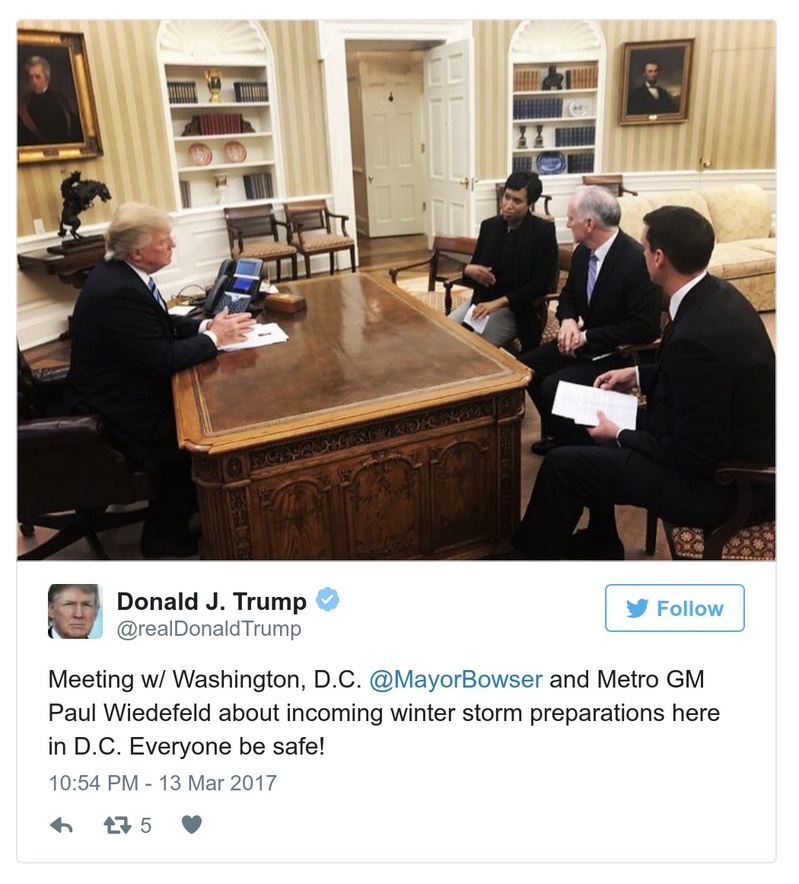 Donald J. Trump
Follow
@realDonaldTrump
Meeting w/ Washington, D.C. @MayorBowser and Metro GM
Paul Wiedefeld about incoming winter storm preparations here
in D.C. Everyone be safe!
10:54 PM - 13 Mar 2017
5